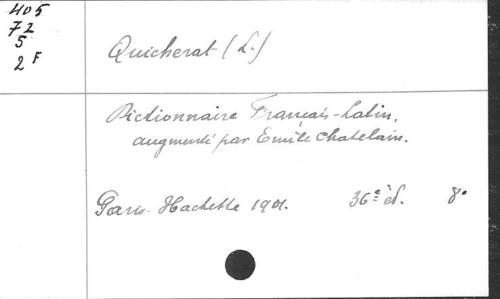 405
72
5
2 F
Quicherat (L.)
Dictionnaire Français-Latin,
augmenté par Emile Chatelain.
Paris - Hachette 1901. 36e éd. 8°